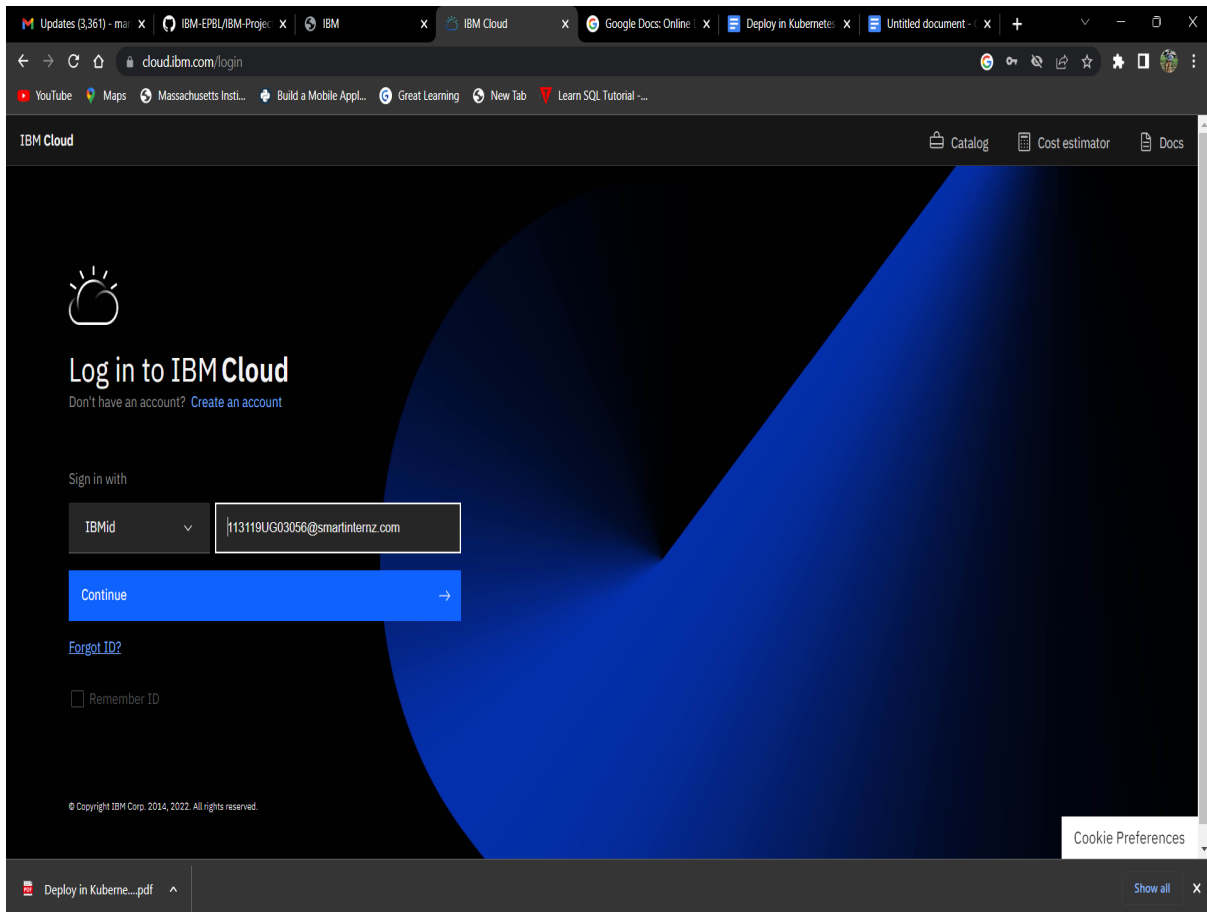 Updates (3,361) - mar
IBM-EPBL/IBM-Projec
IBM
IBM Cloud
Google Docs: Online
Deploy in Kubernetes
Untitled document -
cloud.ibm.com/login
YouTube
Maps
Massachusetts Insti...
Build a Mobile Appl...
Great Learning
New Tab
Learn SQL Tutorial -...
IBM Cloud
Catalog
Cost estimator
Docs
Log in to IBM Cloud
Don't have an account? Create an account
Sign in with
IBMid
113119UG03056@smartinternz.com
Continue
Forgot ID?
Remember ID
© Copyright IBM Corp. 2014, 2022. All rights reserved.
Cookie Preferences
Deploy in Kuberne....pdf
Show all